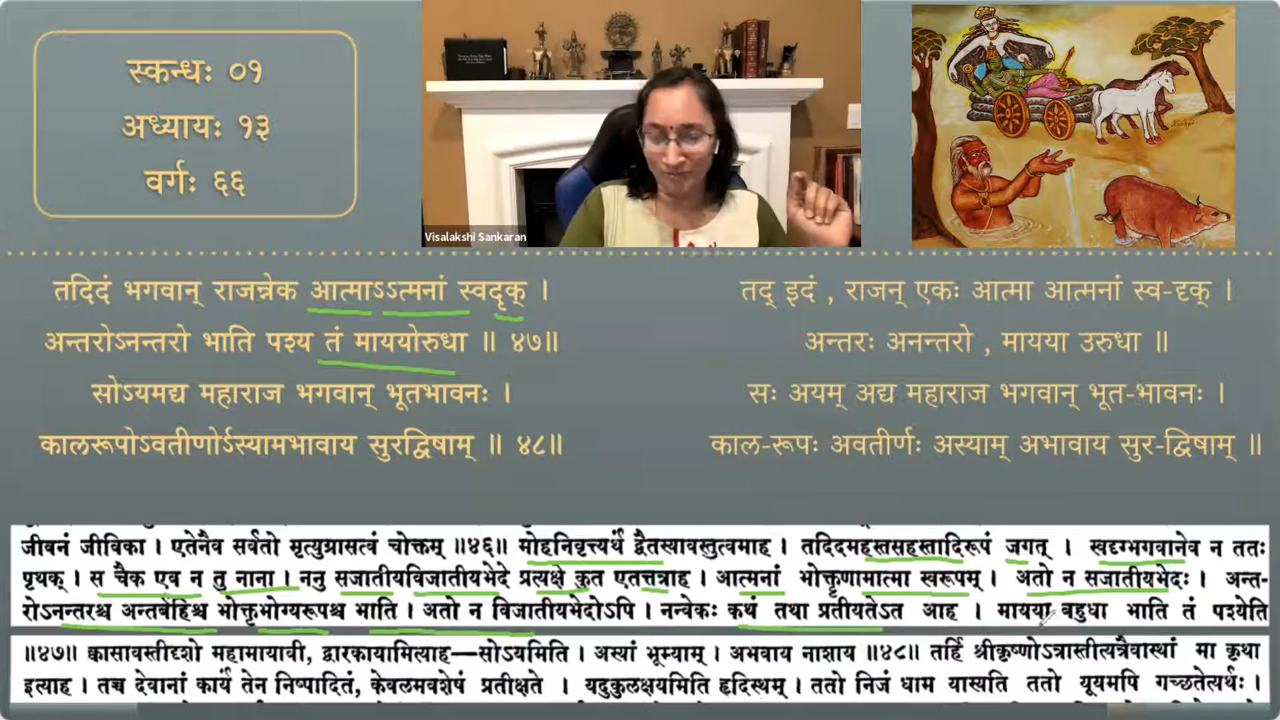 स्कन्धः ०१
अध्यायः १३
वर्गः ६६
Visalakshi Sankaran
तदिदं भगवान् राजन्नेक आत्माऽऽत्मनां स्वदृक् ।
अन्तरोऽनन्तरो भाति पश्य तं माययोरुधा ॥ ४७॥
सोऽयमद्य महाराज भगवान् भूतभावनः ।
कालरूपोऽवतीर्णोऽस्यामभावाय सुरद्विषाम् ॥ ४८॥
तद् इदं , राजन् एकः आत्मा आत्मनां स्व-दृक् ।
अन्तरः अनन्तरो , मायया उरुधा ॥
सः अयम् अद्य महाराज भगवान् भूत-भावनः ।
काल-रूपः अवतीर्णः अस्याम् अभावाय सुर-द्विषाम् ॥
जीवनं जीविका । एतेनैव सर्वतो मृत्युग्रासत्वं चोक्तम् ॥४६॥ मोहनिवृत्त्यर्थं द्वैतस्यावस्तुत्वमाह । तदिदमहस्तसहस्तादिरूपं जगत् । स्वदृग्भगवानेव न ततः
पृथक् । स चैक एव न तु नाना । ननु सजातीयविजातीयभेदे प्रत्यक्षे कुत एतत्तत्राह । आत्मनां भोक्तॄणामात्मा स्वरूपम् । अतो न सजातीयभेदः । अन्त-
रोऽनन्तरश्च अन्तर्बहिश्च भोक्तृभोग्यरूपश्च भाति । अतो न विजातीयभेदोऽपि । नन्वेकः कथं तथा प्रतीयतेऽत आह । मायया बहुधा भाति तं पश्येति
॥४७॥ क्वासावस्तीदृशो महामायावी, द्वारकायामित्याह—सोऽयमिति । अस्यां भूम्याम् । अभवाय नाशाय ॥४८॥ तर्हि श्रीकृष्णोऽत्रास्तीत्यत्रैवास्थां मा कृथा
इत्याह । तच्च देवानां कार्यं तेन निष्पादितं, केवलमवशेषं प्रतीक्षते । यदुकुलक्षयमिति हृदिस्थम् । ततो निजं धाम यास्यति ततो यूयमपि गच्छतेत्यर्थः ।